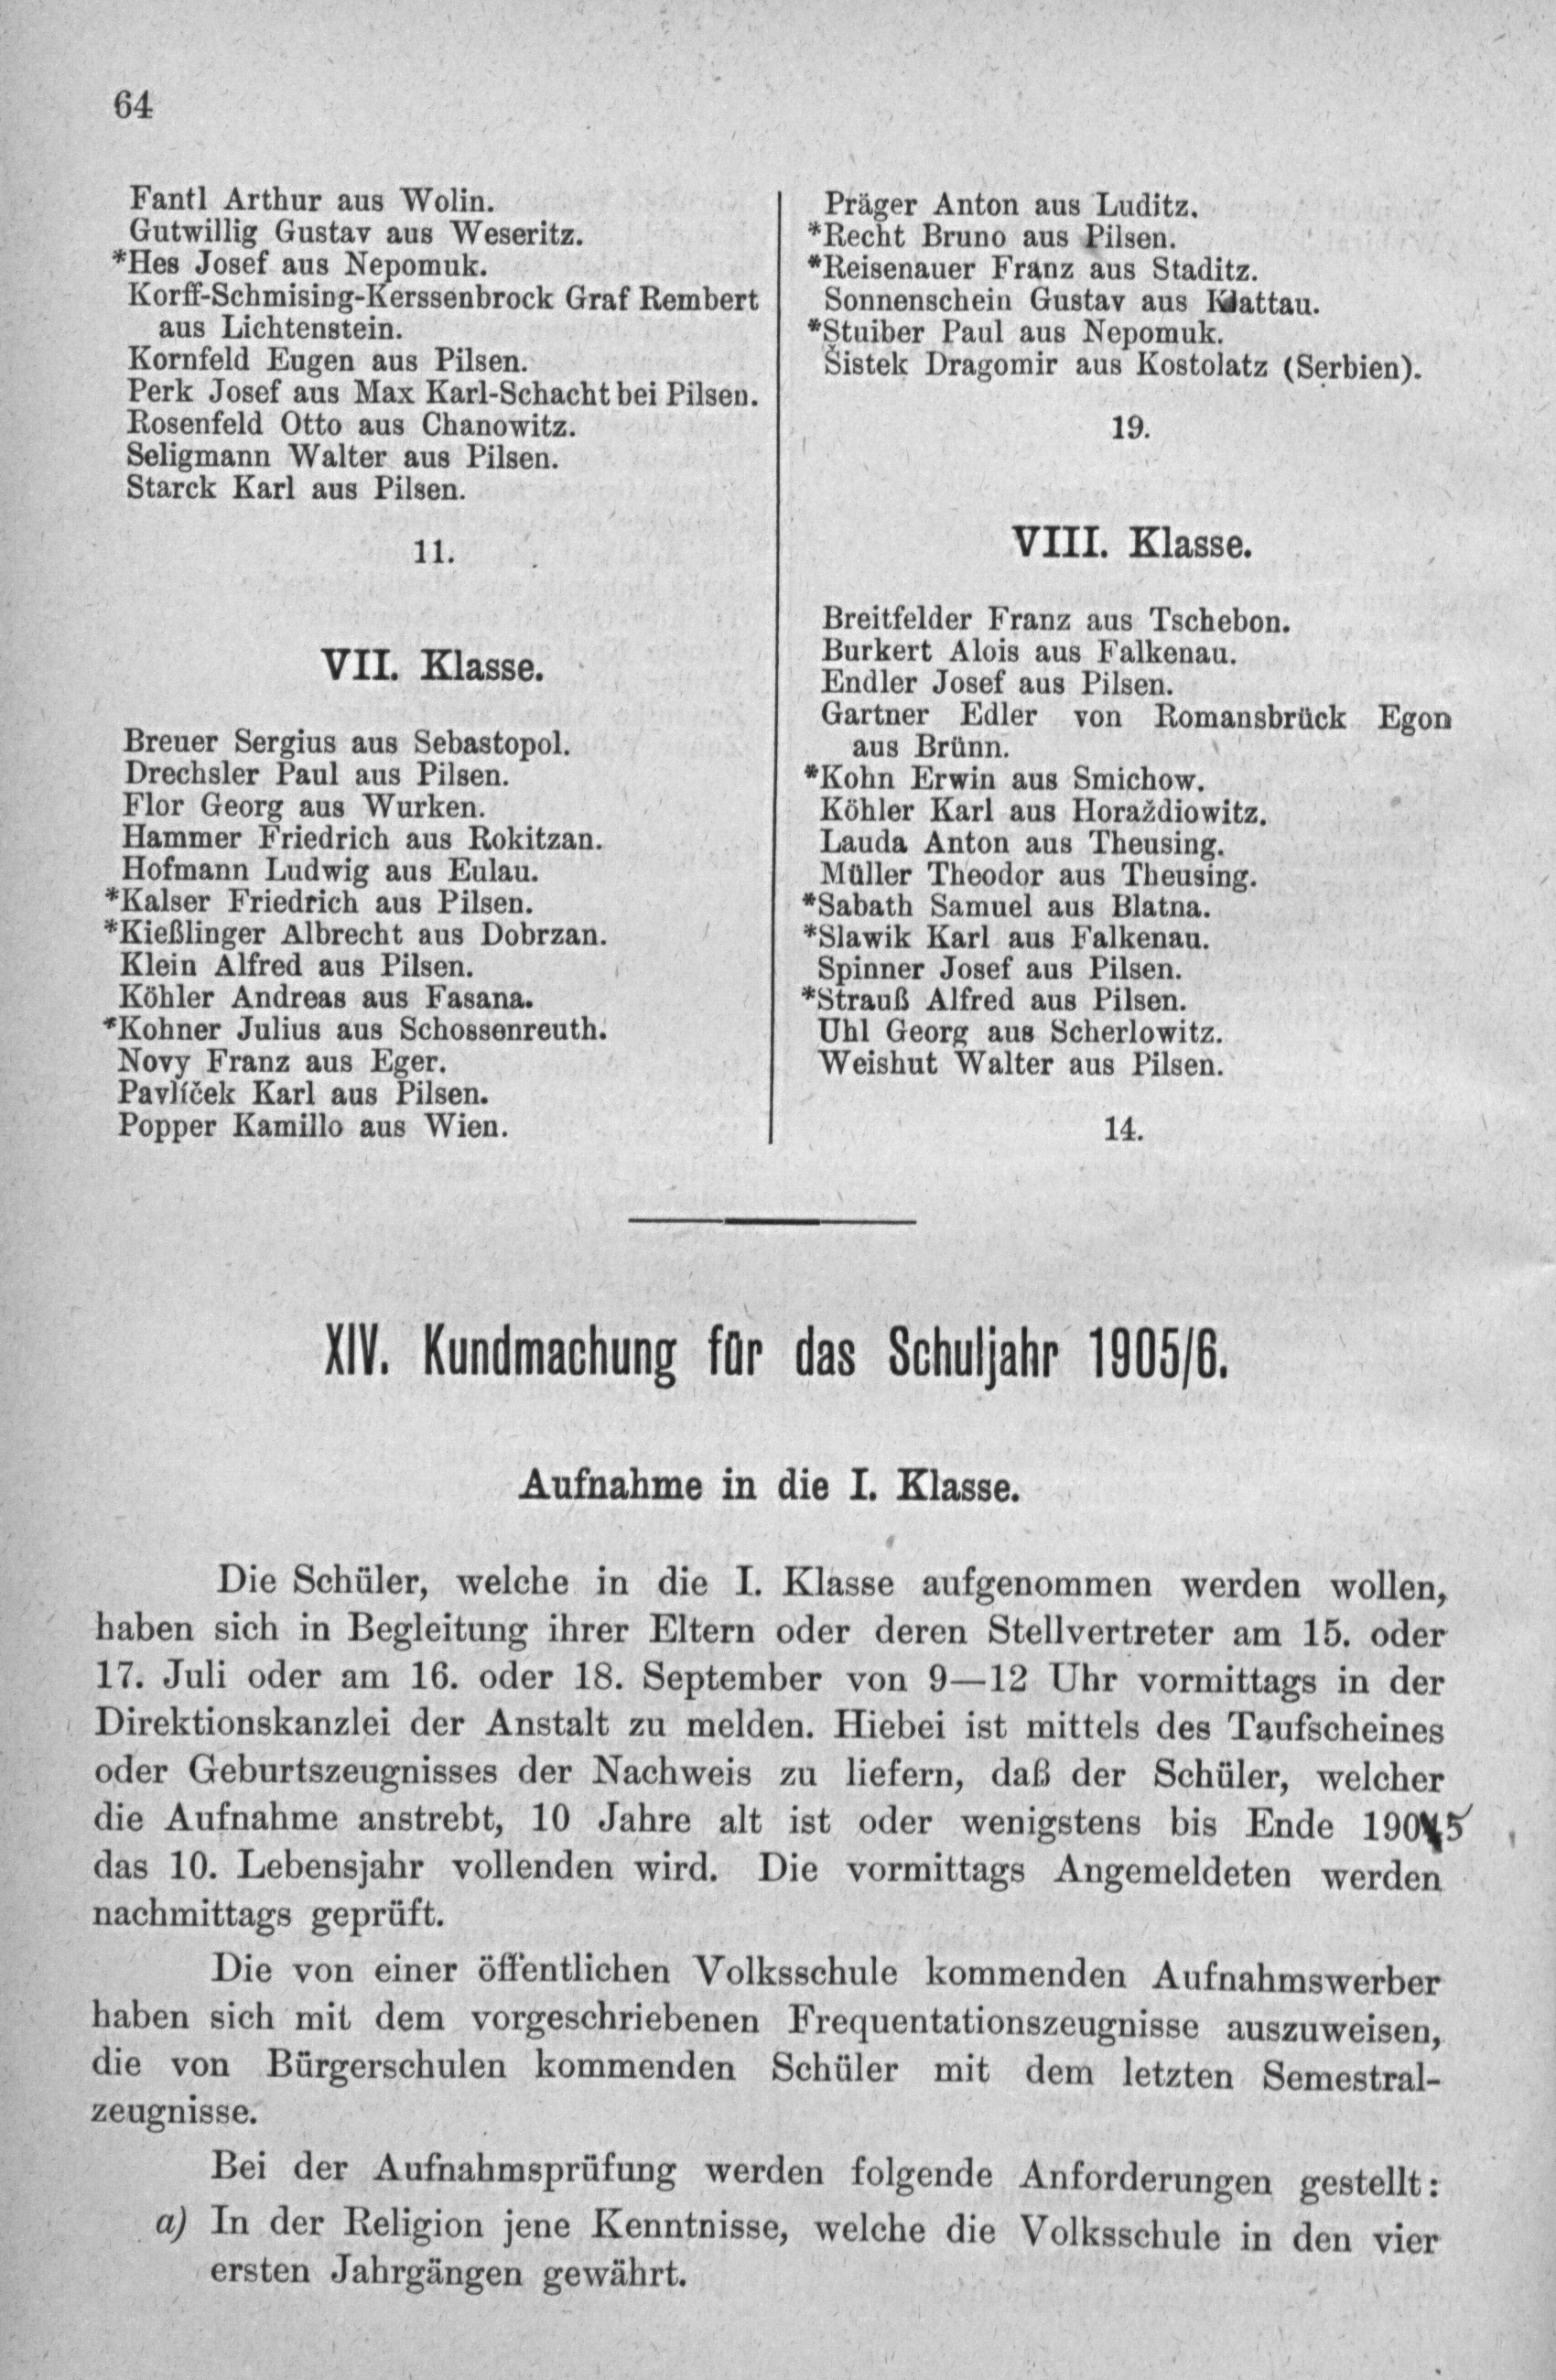 64
Fantl Arthur aus Wolin.
Gutwillig Gustav aus Weseritz.
*Hes Josef aus Nepomuk.
Korff-Schmising-Kerssenbrock Graf Rembert
aus Lichtenstein.
Kornfeld Eugen aus Pilsen.
Perk Josef aus Max Karl-Schacht bei Pilsen.
Rosenfeld Otto aus Chanowitz.
Seligmann Walter aus Pilsen.
Starck Karl aus Pilsen.
11.
VII. Klasse.
Breuer Sergius aus Sebastopol.
Drechsler Paul aus Pilsen.
Flor Georg aus Wurken.
Hammer Friedrich aus Rokitzan.
Hofmann Ludwig aus Eulau.
*Kalser Friedrich aus Pilsen.
*Kießlinger Albrecht aus Dobrzan.
Klein Alfred aus Pilsen.
Köhler Andreas aus Fasana.
*Kohner Julius aus Schossenreuth.
Novy Franz aus Eger.
Pavlíček Karl aus Pilsen.
Popper Kamillo aus Wien.
Präger Anton aus Luditz.
*Recht Bruno aus Pilsen.
*Reisenauer Franz aus Staditz.
Sonnenschein Gustav aus Klattau.
*Stuiber Paul aus Nepomuk.
Šistek Dragomir aus Kostolatz (Serbien).
19.
VIII. Klasse.
Breitfelder Franz aus Tschebon.
Burkert Alois aus Falkenau.
Endler Josef aus Pilsen.
Gartner Edler von Romansbrück Egon
aus Brünn.
*Kohn Erwin aus Smichow.
Köhler Karl aus Horaždiowitz.
Lauda Anton aus Theusing.
Müller Theodor aus Theusing.
*Sabath Samuel aus Blatna.
*Slawik Karl aus Falkenau.
Spinner Josef aus Pilsen.
*Strauß Alfred aus Pilsen.
Uhl Georg aus Scherlowitz.
Weishut Walter aus Pilsen.
14.
XIV. Kundmachung für das Schuljahr 1905/6.
Aufnahme in die I. Klasse.
Die Schüler, welche in die I. Klasse aufgenommen werden wollen,
haben sich in Begleitung ihrer Eltern oder deren Stellvertreter am 15. oder
17. Juli oder am 16. oder 18. September von 9—12 Uhr vormittags in der
Direktionskanzlei der Anstalt zu melden. Hiebei ist mittels des Taufscheines
oder Geburtszeugnisses der Nachweis zu liefern, daß der Schüler, welcher
die Aufnahme anstrebt, 10 Jahre alt ist oder wenigstens bis Ende 1905
das 10. Lebensjahr vollenden wird. Die vormittags Angemeldeten werden
nachmittags geprüft.
Die von einer öffentlichen Volksschule kommenden Aufnahmswerber
haben sich mit dem vorgeschriebenen Frequentationszeugnisse auszuweisen,
die von Bürgerschulen kommenden Schüler mit dem letzten Semestral-
zeugnisse.
Bei der Aufnahmsprüfung werden folgende Anforderungen gestellt:
a) In der Religion jene Kenntnisse, welche die Volksschule in den vier
ersten Jahrgängen gewährt.